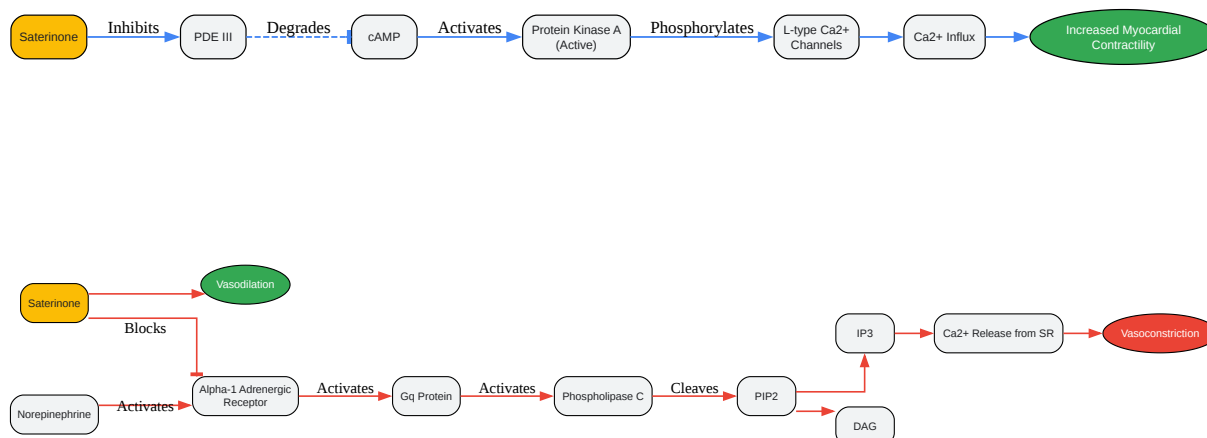 Saterinone
Inhibits
PDE III
Degrades
cAMP
Activates
Protein Kinase A
(Active)
Phosphorylates
L-type Ca2+
Channels
Ca2+ Influx
Increased Myocardial
Contractility
Saterinone
Vasodilation
Blocks
Norepinephrine
Activates
Alpha-1 Adrenergic
Receptor
Activates
Gq Protein
Activates
Phospholipase C
Cleaves
PIP2
IP3
Ca2+ Release from SR
Vasoconstriction
DAG